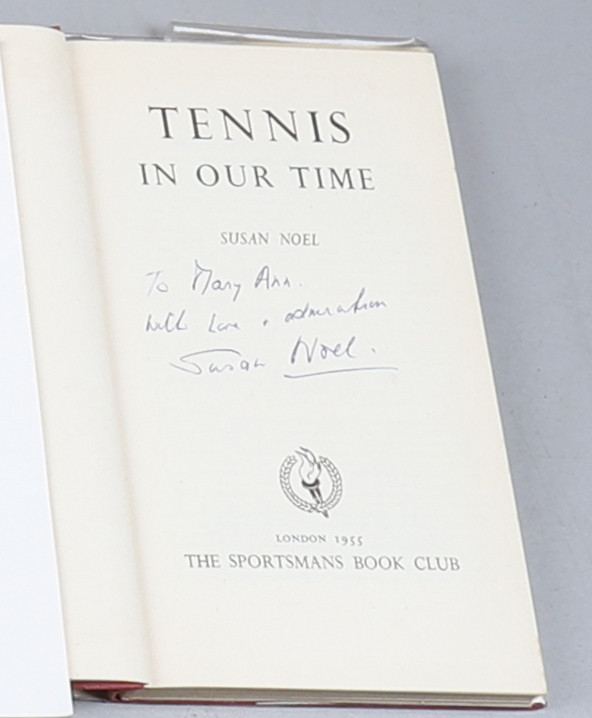 TENNIS
IN OUR TIME
SUSAN NOEL
To Mary Ann.
with love + admiration
Susan Noel.
LONDON 1955
THE SPORTSMANS BOOK CLUB